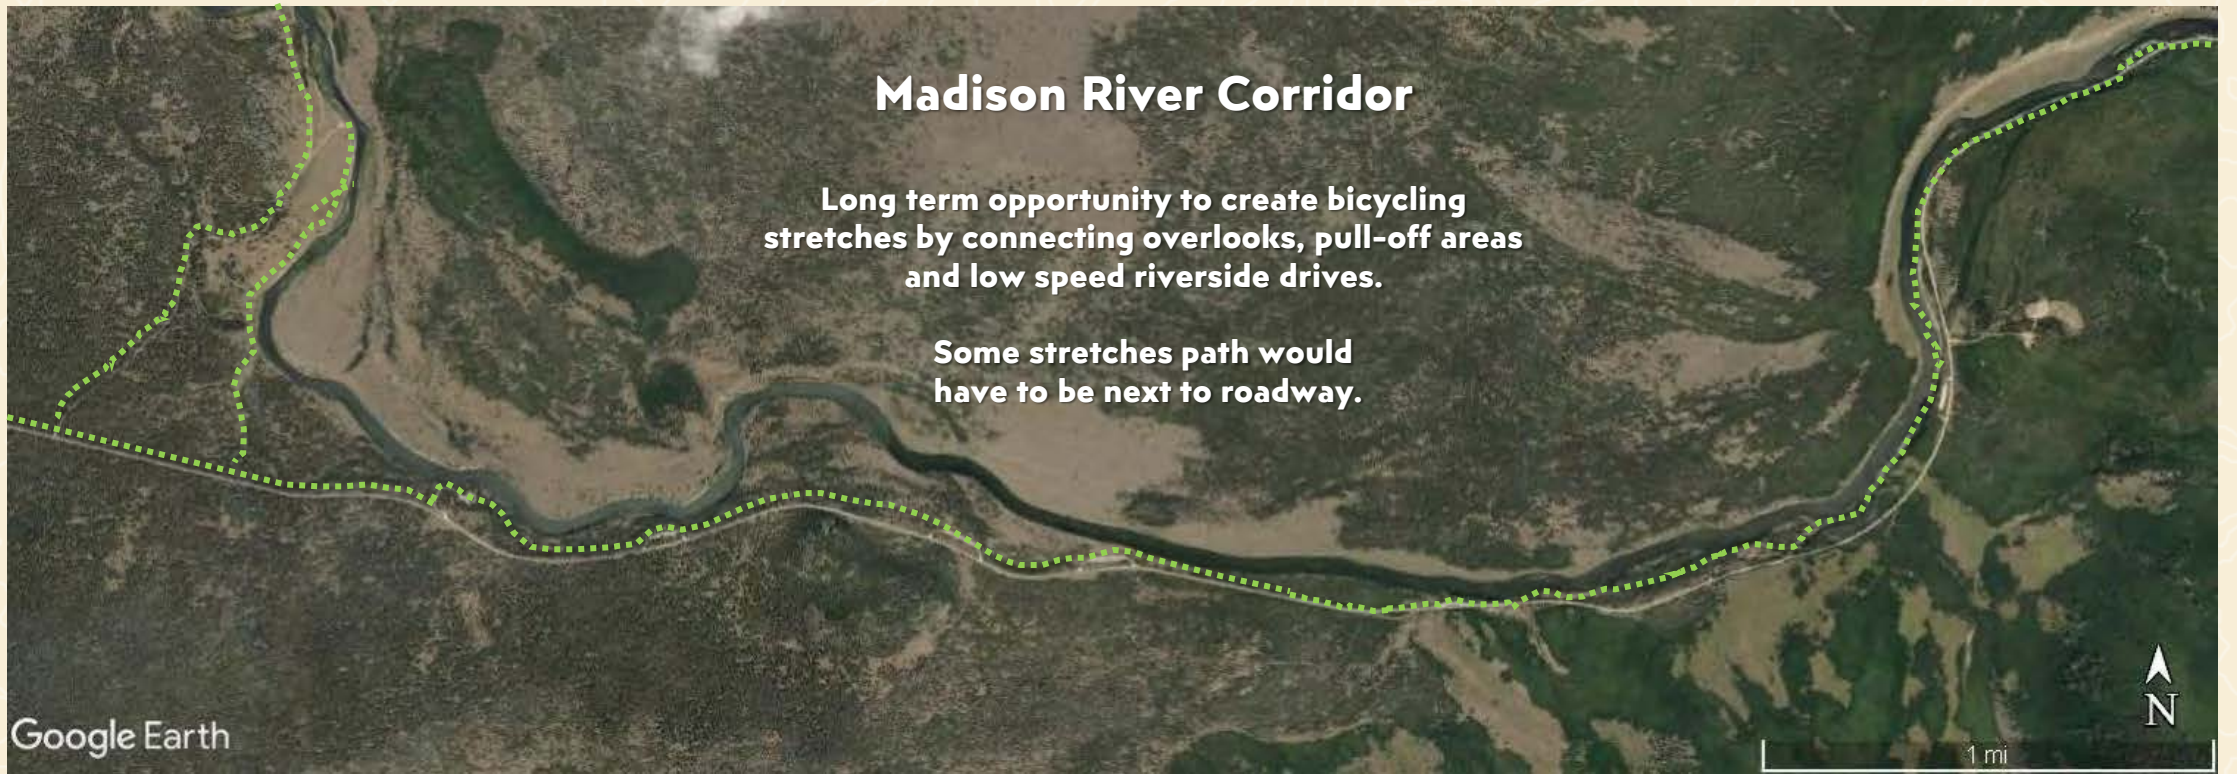 Madison River Corridor
Long term opportunity to create bicycling
stretches by connecting overlooks, pull-off areas
and low speed riverside drives.
Some stretches path would
have to be next to roadway.
N
Google Earth
1 mi